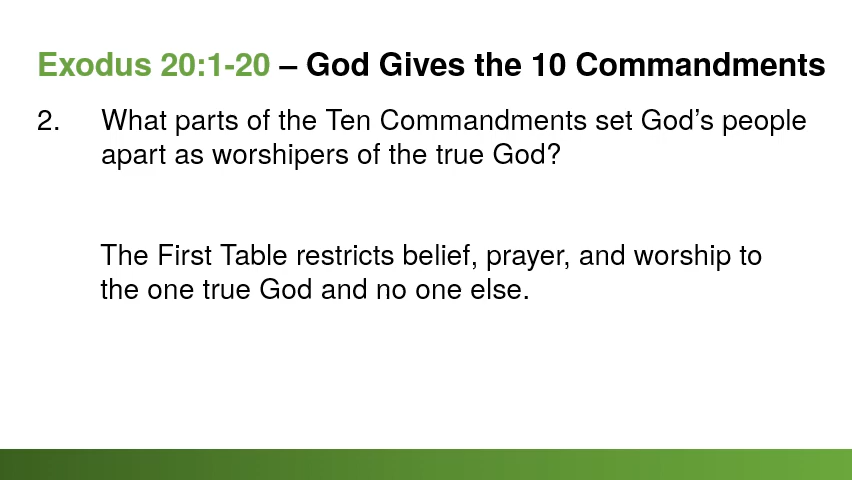 Exodus 20:1-20 – God Gives the 10 Commandments
2. What parts of the Ten Commandments set God’s people
apart as worshipers of the true God?
The First Table restricts belief, prayer, and worship to
the one true God and no one else.